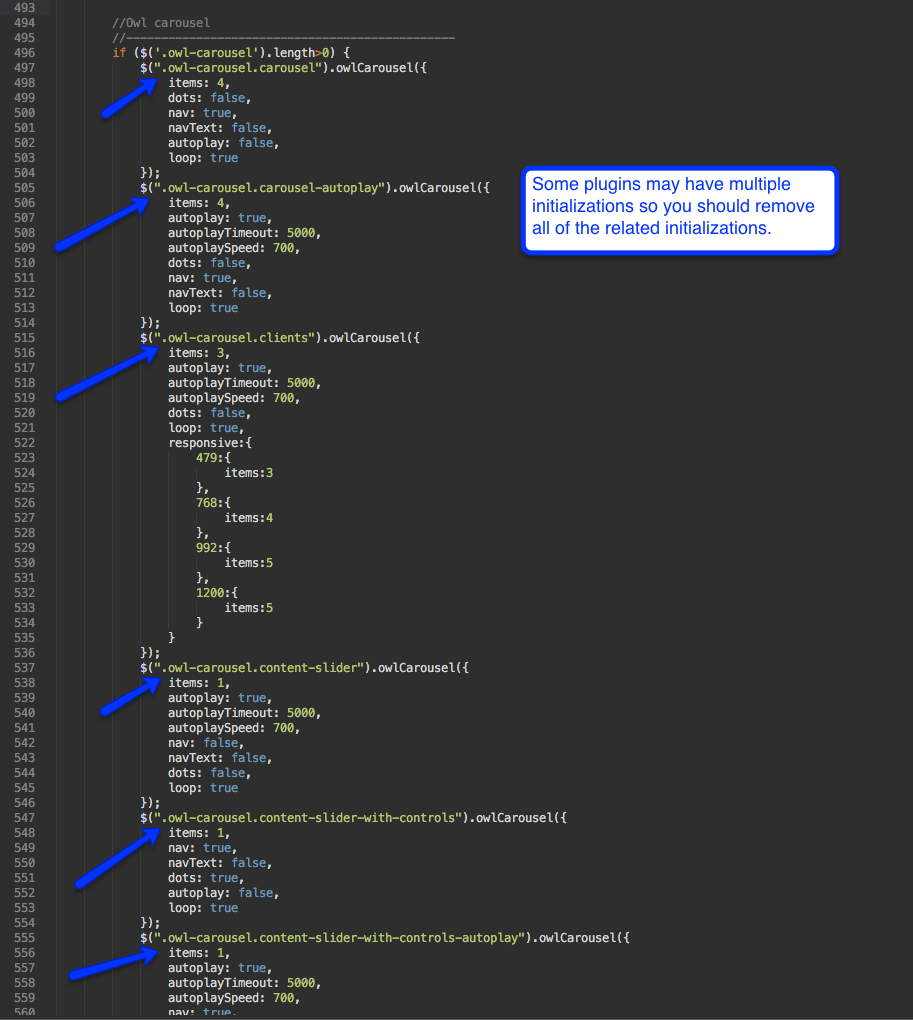 493
494 //Owl carousel
495 //-----------------------------------------------
496 if ($('.owl-carousel').length>0) {
497 $(".owl-carousel.carousel").owlCarousel({
498 items: 4,
499 dots: false,
500 nav: true,
501 navText: false,
502 autoplay: false,
503 loop: true
504 });
505 $(".owl-carousel.carousel-autoplay").owlCarousel({
506 items: 4,
507 autoplay: true,
508 autoplayTimeout: 5000,
509 autoplaySpeed: 700,
510 dots: false,
511 nav: true,
512 navText: false,
513 loop: true
514 });
Some plugins may have multiple
initializations so you should remove
all of the related initializations.
515 $(".owl-carousel.clients").owlCarousel({
516 items: 3,
517 autoplay: true,
518 autoplayTimeout: 5000,
519 autoplaySpeed: 700,
520 dots: false,
521 loop: true,
522 responsive:{
523 479:{
524 items:3
525 },
526 768:{
527 items:4
528 },
529 992:{
530 items:5
531 },
532 1200:{
533 items:5
534 }
535 }
536 });
537 $(".owl-carousel.content-slider").owlCarousel({
538 items: 1,
539 autoplay: true,
540 autoplayTimeout: 5000,
541 autoplaySpeed: 700,
542 nav: false,
543 navText: false,
544 dots: false,
545 loop: true
546 });
547 $(".owl-carousel.content-slider-with-controls").owlCarousel({
548 items: 1,
549 nav: true,
550 navText: false,
551 dots: true,
552 autoplay: false,
553 loop: true
554 });
555 $(".owl-carousel.content-slider-with-controls-autoplay").owlCarousel({
556 items: 1,
557 autoplay: true,
558 autoplayTimeout: 5000,
559 autoplaySpeed: 700,
560 nav: true,